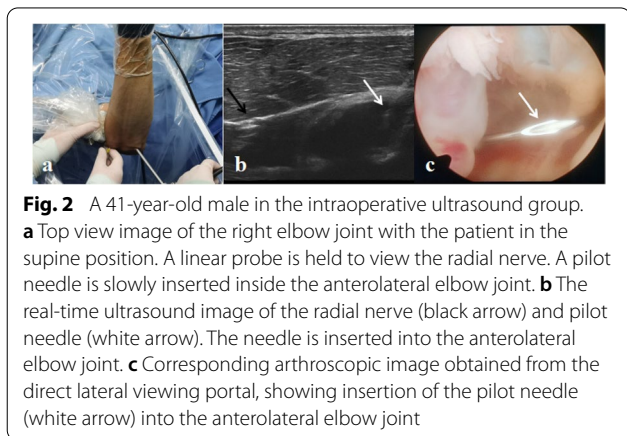 a
b
c
Fig. 2 A 41-year-old male in the intraoperative ultrasound group.
a Top view image of the right elbow joint with the patient in the
supine position. A linear probe is held to view the radial nerve. A pilot
needle is slowly inserted inside the anterolateral elbow joint. b The
real-time ultrasound image of the radial nerve (black arrow) and pilot
needle (white arrow). The needle is inserted into the anterolateral
elbow joint. c Corresponding arthroscopic image obtained from the
direct lateral viewing portal, showing insertion of the pilot needle
(white arrow) into the anterolateral elbow joint